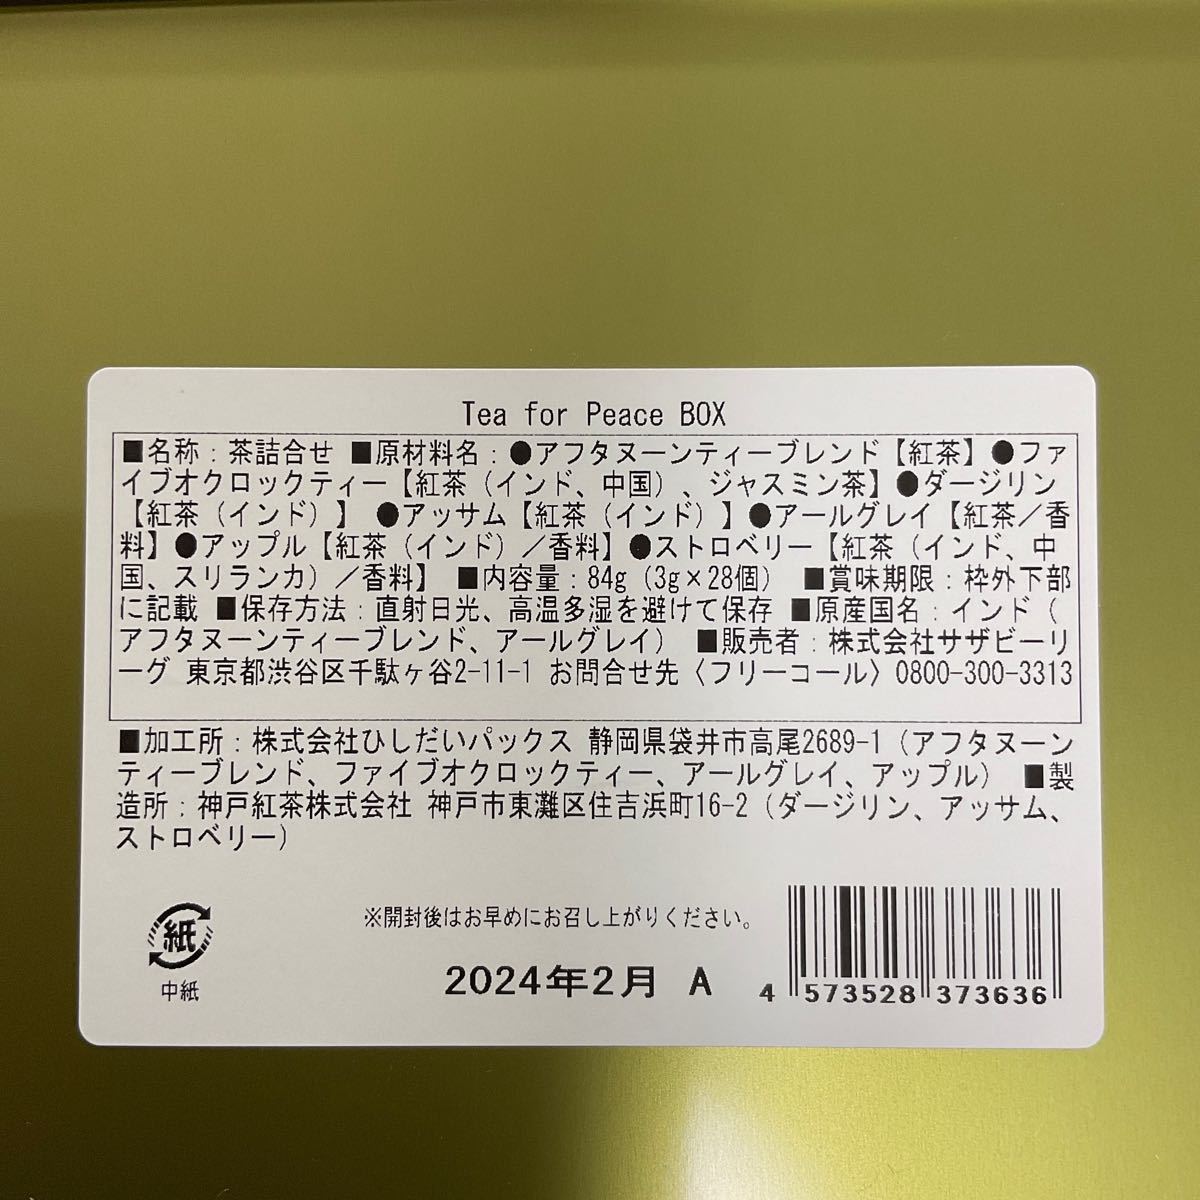 Tea for Peace BOX
■名称：茶詰合せ ■原材料名：●アフタヌーンティーブレンド【紅茶】●ファ
イブオクロックティー【紅茶（インド、中国）、ジャスミン茶】●ダージリン
【紅茶（インド）】 ●アッサム【紅茶（インド）】●アールグレイ【紅茶／香
料】●アップル【紅茶（インド）／香料】●ストロベリー【紅茶（インド、中
国、スリランカ）／香料】 ■内容量：84g（3g×28個） ■賞味期限：枠外下部
に記載 ■保存方法：直射日光、高温多湿を避けて保存 ■原産国名：インド（
アフタヌーンティーブレンド、アールグレイ） ■販売者：株式会社サザビーリ
ーグ 東京都渋谷区千駄ヶ谷2-11-1 お問合せ先〈フリーコール〉0800-300-3313
■加工所：株式会社ひしだいパックス 静岡県袋井市高尾2689-1（アフタヌーン
ティーブレンド、ファイブオクロックティー、アールグレイ、アップル） ■製
造所：神戸紅茶株式会社 神戸市東灘区住吉浜町16-2（ダージリン、アッサム、
ストロベリー）
※開封後はお早めにお召し上がりください。
紙
中紙
2024年2月 A
4 573528 373636